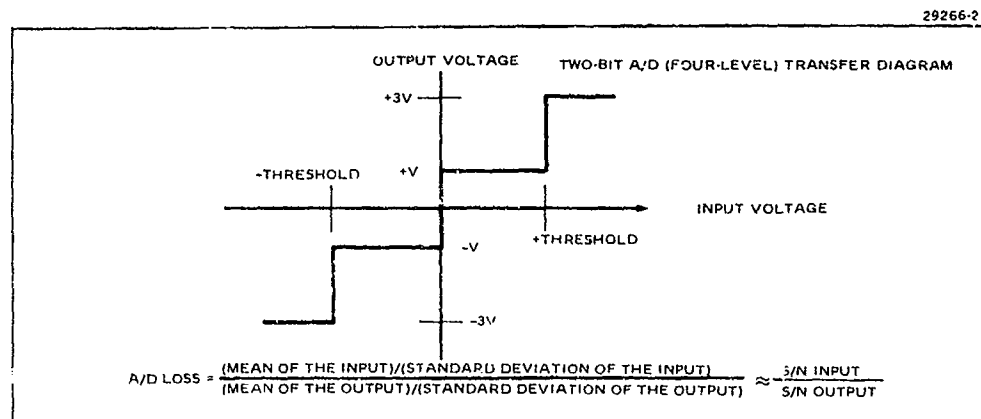 29266-2
OUTPUT VOLTAGE
TWO-BIT A/D (FOUR-LEVEL) TRANSFER DIAGRAM
+3V
+V
-THRESHOLD
INPUT VOLTAGE
+THRESHOLD
-V
-3V
A/D LOSS = (MEAN OF THE INPUT)/(STANDARD DEVIATION OF THE INPUT) ≈ S/N INPUT
(MEAN OF THE OUTPUT)/(STANDARD DEVIATION OF THE OUTPUT) S/N OUTPUT